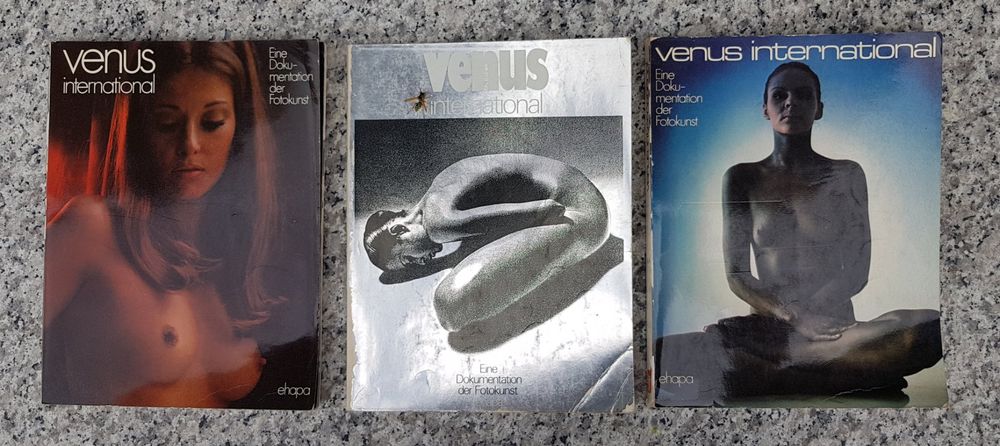 venus
international
Eine
Doku-
mentation
der
Fotokunst
ehapa
venus
international
Eine
Dokumentation
der Fotokunst
venus international
Eine
Doku-
mentation
der
Fotokunst
ehapa